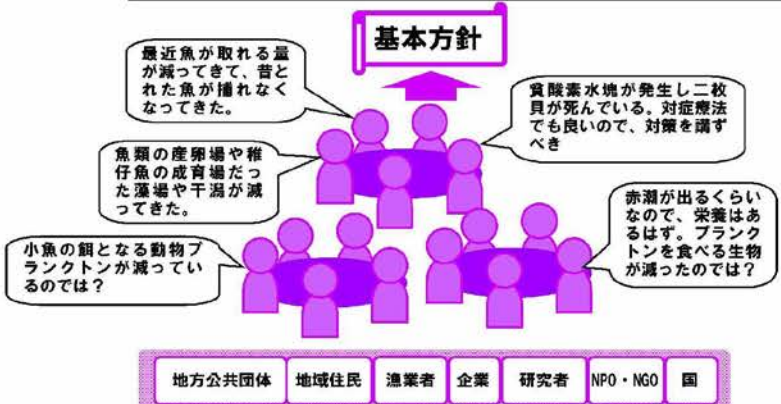 基本方針
最近魚が取れる量
が減ってきて、昔と
れた魚が捕れなく
なってきた。
貧酸素水塊が発生し二枚
貝が死んでいる。対症療法
でも良いので、対策を講ず
べき
魚類の産卵場や稚
仔魚の成育場だっ
た藻場や干潟が減
ってきた。
小魚の餌となる動物プ
ランクトンが減ってい
るのでは？
赤潮が出るくらい
なので、栄養はあ
るはず。プランク
トンを食べる生物
が減ったのでは？
地方公共団体 地域住民 漁業者 企業 研究者 NPO・NGO 国